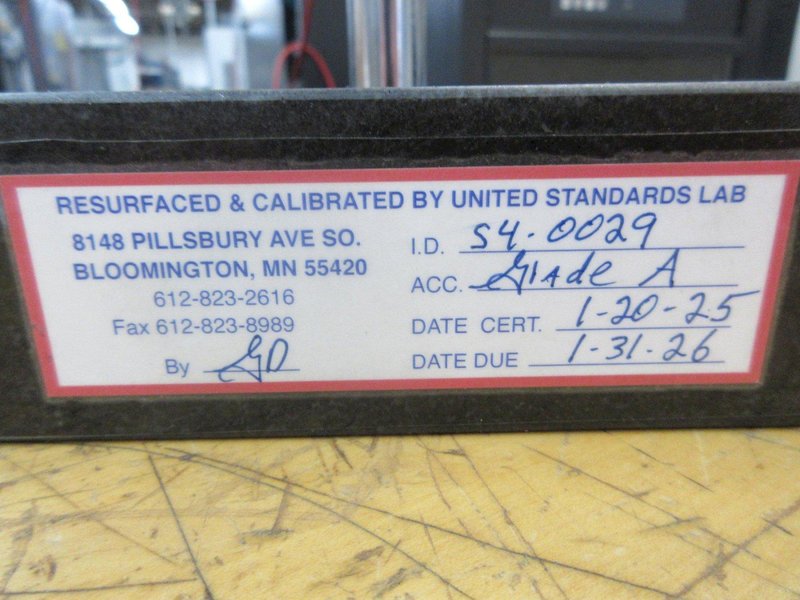 RESURFACED & CALIBRATED BY UNITED STANDARDS LAB
8148 PILLSBURY AVE SO.
BLOOMINGTON, MN 55420
612-823-2616
Fax 612-823-8989
By GD
I.D. S4-0029
ACC. Grade A
DATE CERT. 1-20-25
DATE DUE 1-31-26